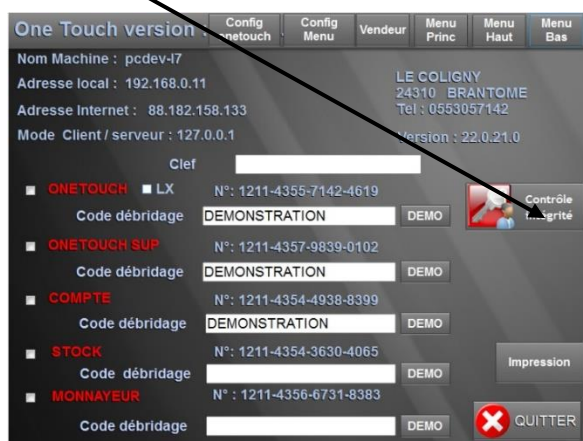 One Touch version :
Config onetouch
Config Menu
Vendeur
Menu Princ
Menu Haut
Menu Bas
Nom Machine : pcdev-I7
Adresse local : 192.168.0.11
LE COLIGNY
24310 BRANTOME
Adresse Internet : 88.182.158.133
Tel : 0553057142
Mode Client / serveur : 127.0.0.1
Version : 22.0.21.0
Clef
ONETOUCH LX N°: 1211-4355-7142-4619
Contrôle intégrité
Code débridage DEMONSTRATION DEMO
ONETOUCH SUP N°: 1211-4357-9839-0102
Code débridage DEMONSTRATION DEMO
COMPTE N°: 1211-4354-4938-8399
Code débridage DEMONSTRATION DEMO
STOCK N°: 1211-4354-3630-4065
Impression
Code débridage DEMO
MONNAYEUR N° : 1211-4356-6731-8383
Code débridage DEMO
QUITTER